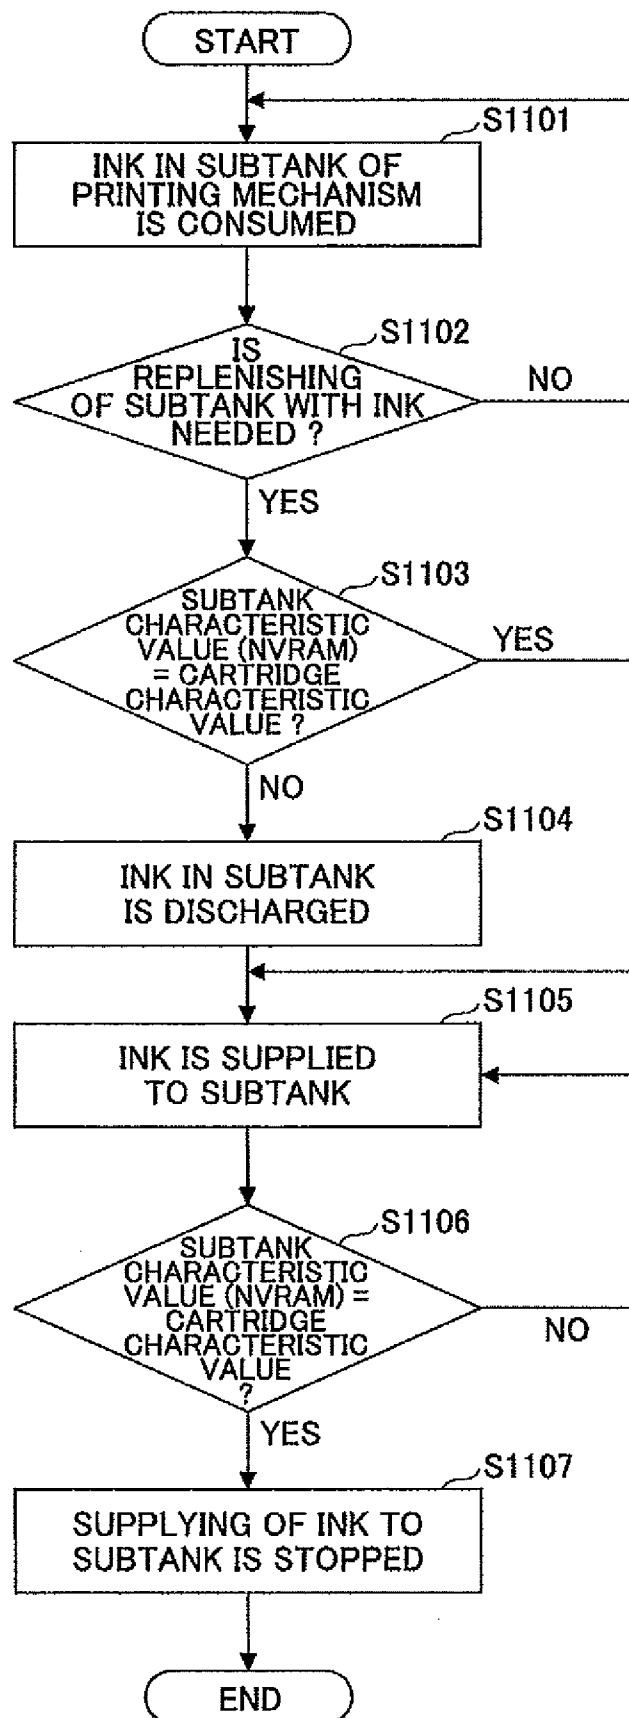 START
S1101
INK IN SUBTANK OF
PRINTING MECHANISM
IS CONSUMED
S1102
IS
REPLENISHING
OF SUBTANK WITH INK
NEEDED ?
NO
YES
S1103
SUBTANK
CHARACTERISTIC
VALUE (NVRAM)
= CARTRIDGE
CHARACTERISTIC
VALUE ?
YES
NO
S1104
INK IN SUBTANK
IS DISCHARGED
S1105
INK IS SUPPLIED
TO SUBTANK
S1106
SUBTANK
CHARACTERISTIC
VALUE (NVRAM) =
CARTRIDGE
CHARACTERISTIC
VALUE
?
NO
YES
S1107
SUPPLYING OF INK TO
SUBTANK IS STOPPED
END